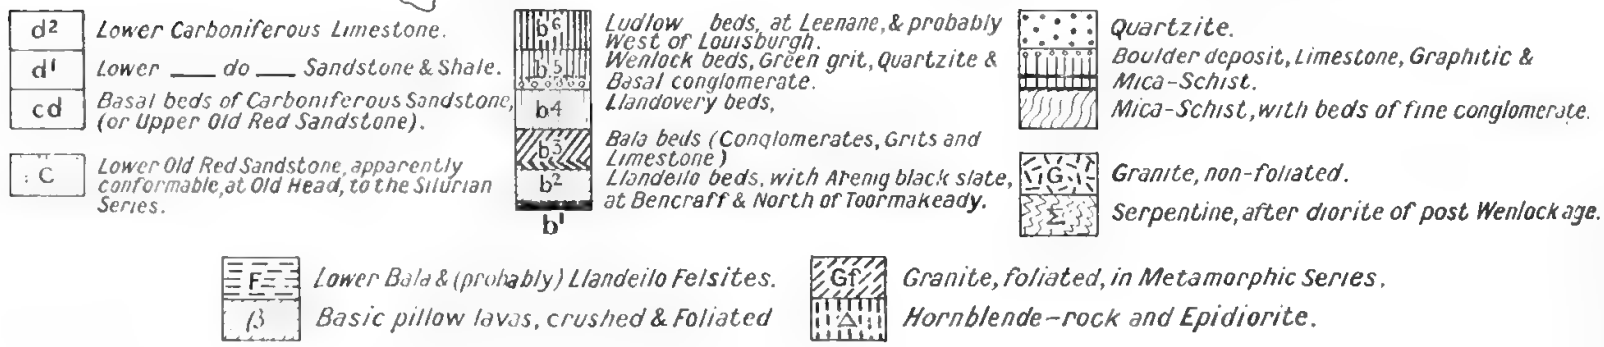 d² Lower Carboniferous Limestone.
d¹ Lower ___ do ___ Sandstone & Shale.
cd Basal beds of Carboniferous Sandstone,
(or Upper Old Red Sandstone).
C Lower Old Red Sandstone, apparently
conformable, at Old Head, to the Silurian
Series.
b⁶ Ludlow beds, at Leenane, & probably
West of Louisburgh.
b5 Wenlock beds, Green grit, Quartzite &
Basal conglomerate.
b4 Llandovery beds,
b3 Bala beds (Conglomerates, Grits and
Limestone)
b² Llandeilo beds, with Arenig black slate,
at Bencraff & North of Toormakeady.
b¹
Quartzite.
Boulder deposit, Limestone, Graphitic &
Mica-Schist.
Mica-Schist, with beds of fine conglomerate.
G Granite, non-foliated.
Σ Serpentine, after diorite of post Wenlock age.
F Lower Bala & (probably) Llandeilo Felsites.
β Basic pillow lavas, crushed & Foliated
Gf Granite, foliated, in Metamorphic Series.
Δ Hornblende-rock and Epidiorite.